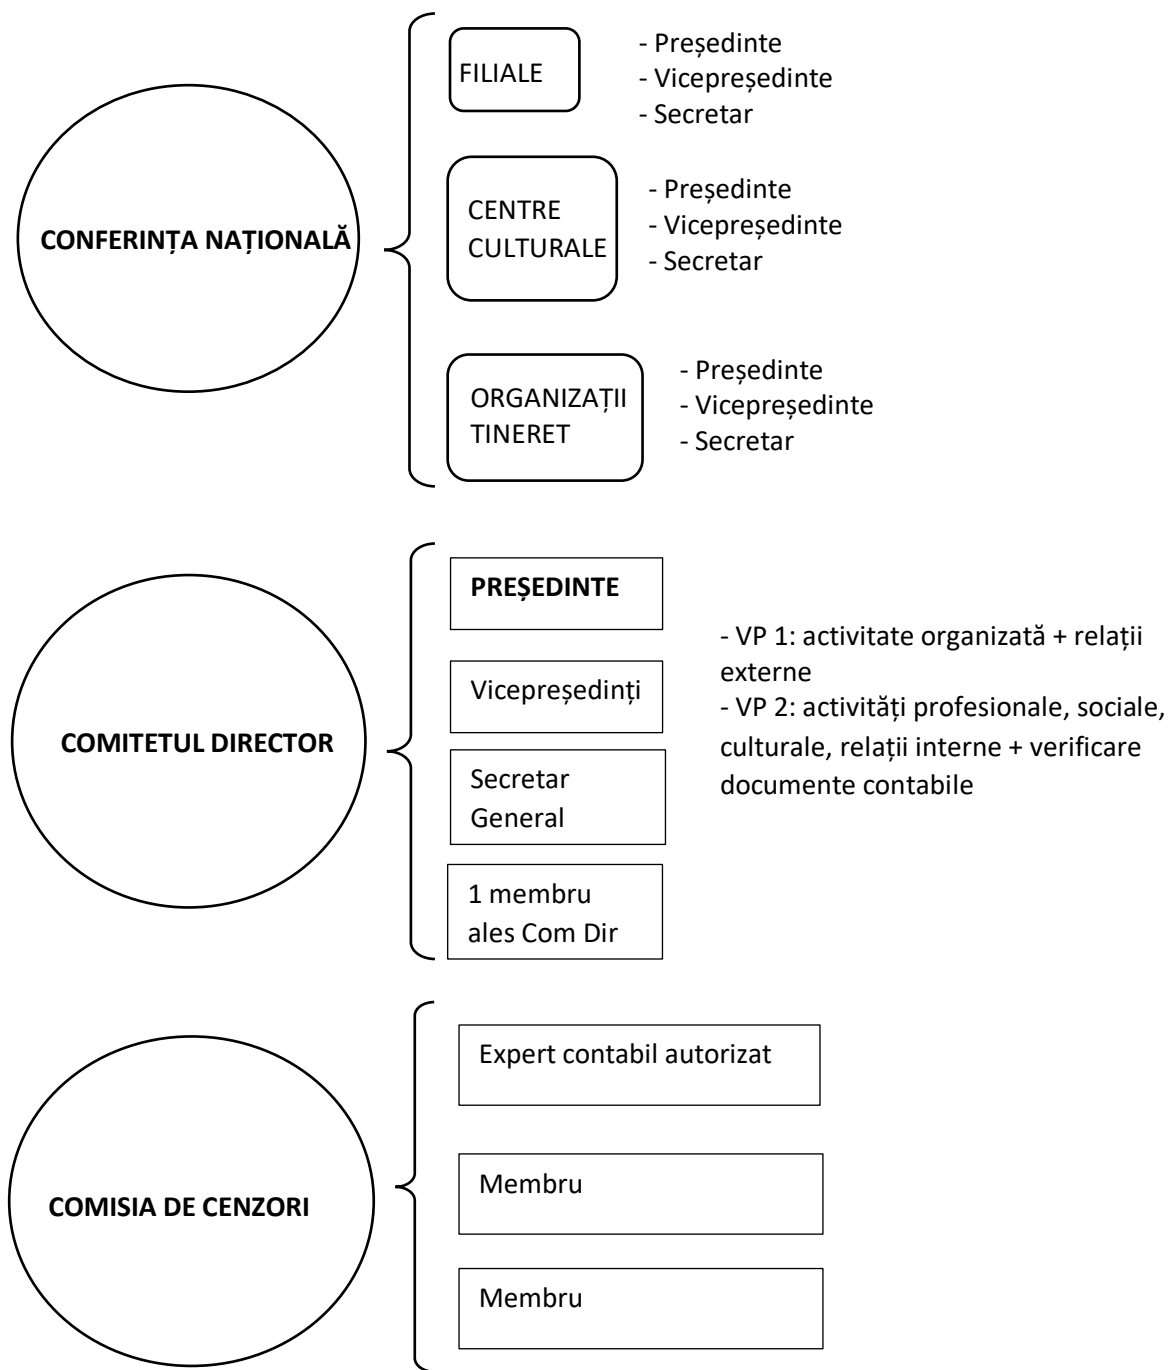 FILIALE
- Președinte
- Vicepreședinte
- Secretar
CONFERINȚA NAȚIONALĂ
CENTRE
CULTURALE
- Președinte
- Vicepreședinte
- Secretar
ORGANIZAȚII
TINERET
- Președinte
- Vicepreședinte
- Secretar
COMITETUL DIRECTOR
PREȘEDINTE
Vicepreședinți
- VP 1: activitate organizată + relații
externe
- VP 2: activități profesionale, sociale,
culturale, relații interne + verificare
documente contabile
Secretar
General
1 membru
ales Com Dir
COMISIA DE CENZORI
Expert contabil autorizat
Membru
Membru